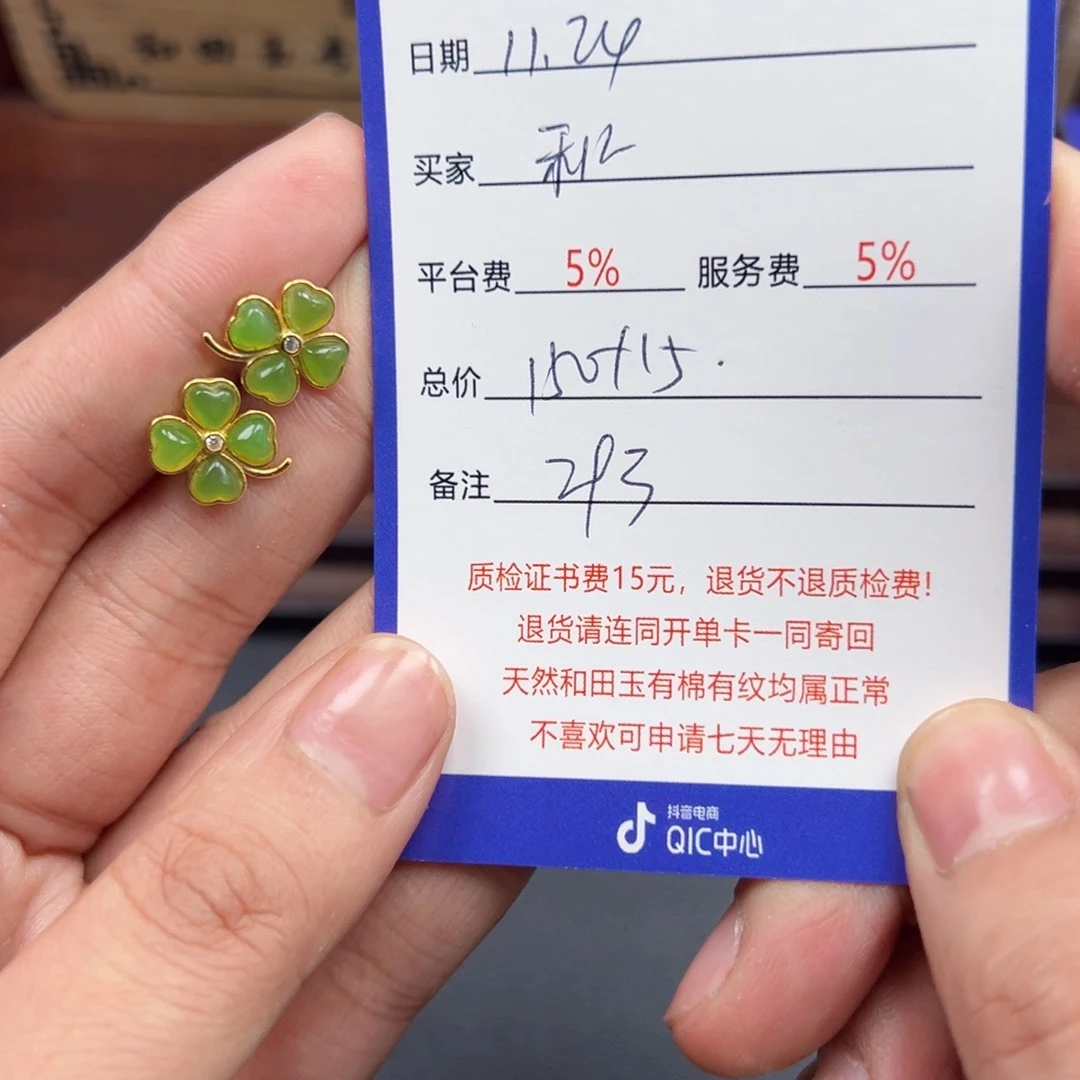 和田玉
日期 11.24
买家
平台费 5% 服务费 5%
总价 150+15.
备注 293
质检证书费15元，退货不退质检费!
退货请连同开单卡一同寄回
天然和田玉有棉有纹均属正常
不喜欢可申请七天无理由
抖音电商
QIC中心